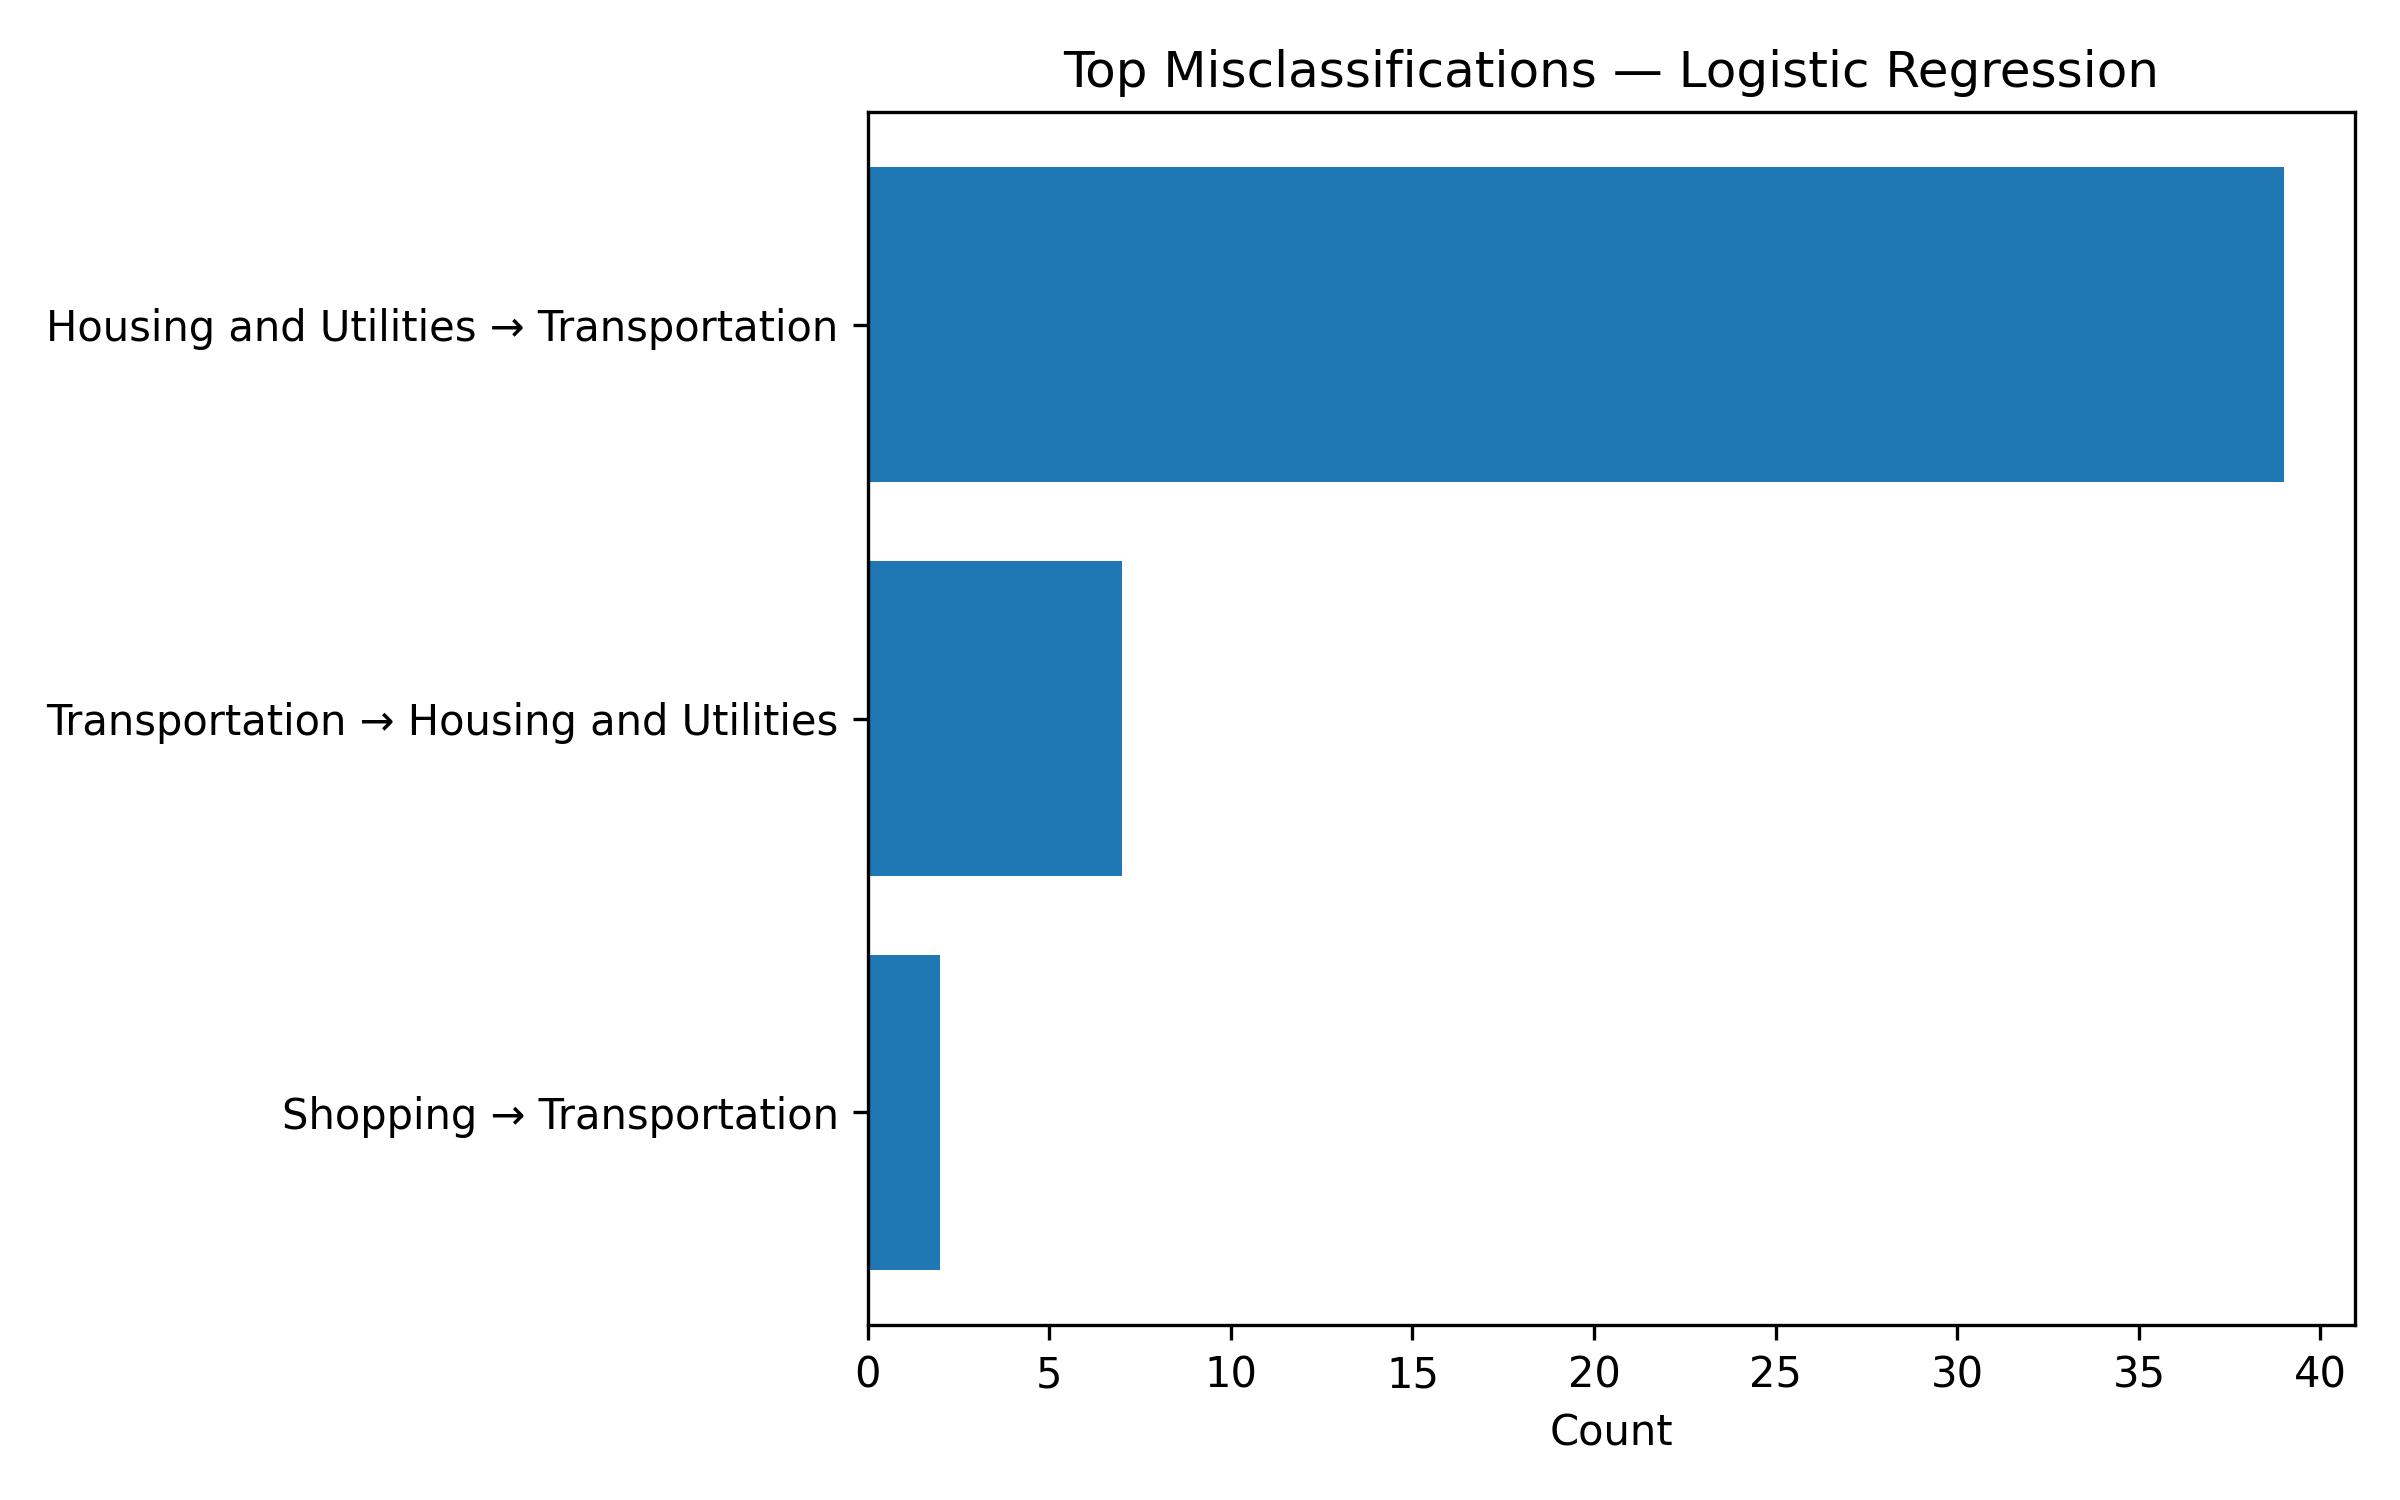 Top Misclassifications — Logistic Regression
Housing and Utilities → Transportation
Transportation → Housing and Utilities
Shopping → Transportation
0 5 10 15 20 25 30 35 40
Count